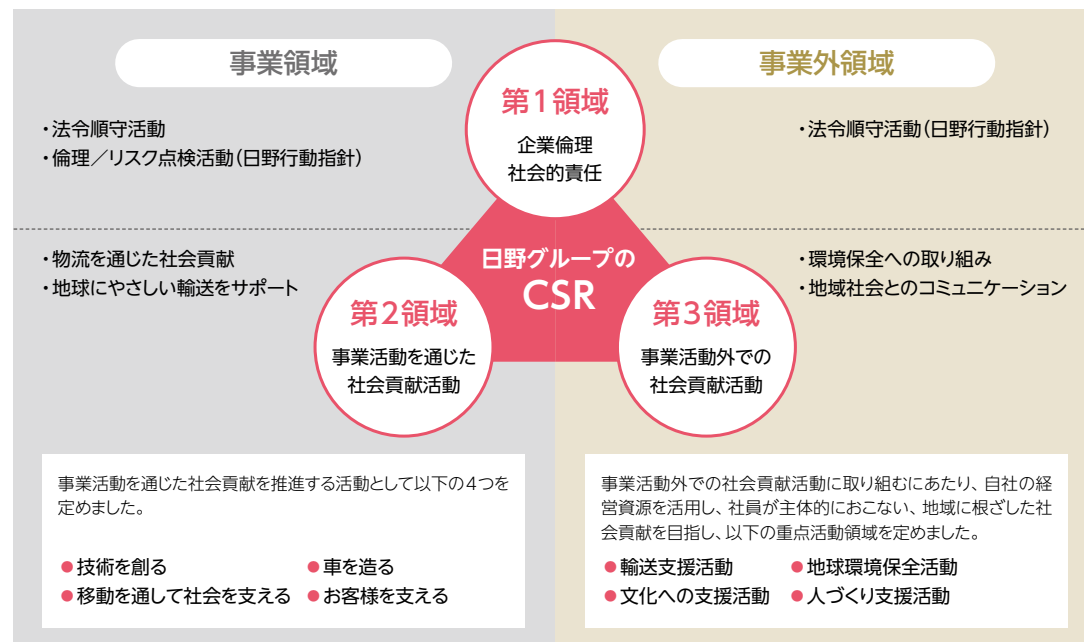 事業領域
事業外領域
第1領域
企業倫理
社会的責任
・法令順守活動
・倫理／リスク点検活動（日野行動指針）
・法令順守活動（日野行動指針）
日野グループの
CSR
・物流を通じた社会貢献
・地球にやさしい輸送をサポート
・環境保全への取り組み
・地域社会とのコミュニケーション
第2領域
事業活動を通じた
社会貢献活動
第3領域
事業活動外での
社会貢献活動
事業活動を通じた社会貢献を推進する活動として以下の4つを
定めました。
●技術を創る
●車を造る
●移動を通して社会を支える
●お客様を支える
事業活動外での社会貢献活動に取り組むにあたり、自社の経
営資源を活用し、社員が主体的におこない、地域に根ざした社
会貢献を目指し、以下の重点活動領域を定めました。
●輸送支援活動
●地球環境保全活動
●文化への支援活動
●人づくり支援活動